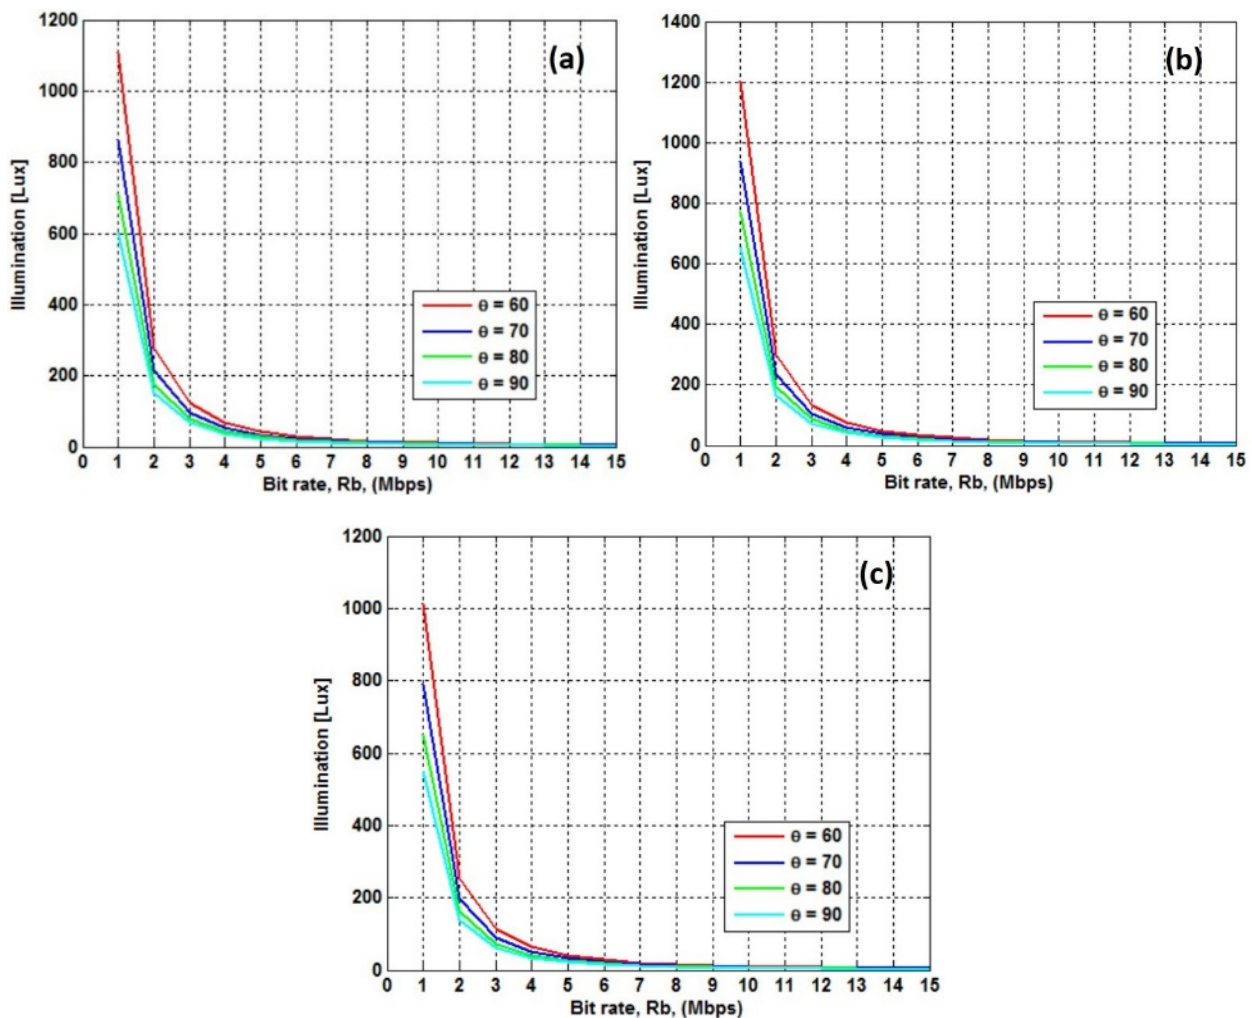 (a)
1200
1000
800
600
400
200
0
Illumination [Lux]
θ = 60
θ = 70
θ = 80
θ = 90
0 1 2 3 4 5 6 7 8 9 10 11 12 13 14 15
Bit rate, Rb, (Mbps)
(b)
1400
1200
1000
800
600
400
200
0
Illumination [Lux]
θ = 60
θ = 70
θ = 80
θ = 90
0 1 2 3 4 5 6 7 8 9 10 11 12 13 14 15
Bit rate, Rb, (Mbps)
(c)
1200
1000
800
600
400
200
0
Illumination [Lux]
θ = 60
θ = 70
θ = 80
θ = 90
0 1 2 3 4 5 6 7 8 9 10 11 12 13 14 15
Bit rate, Rb, (Mbps)